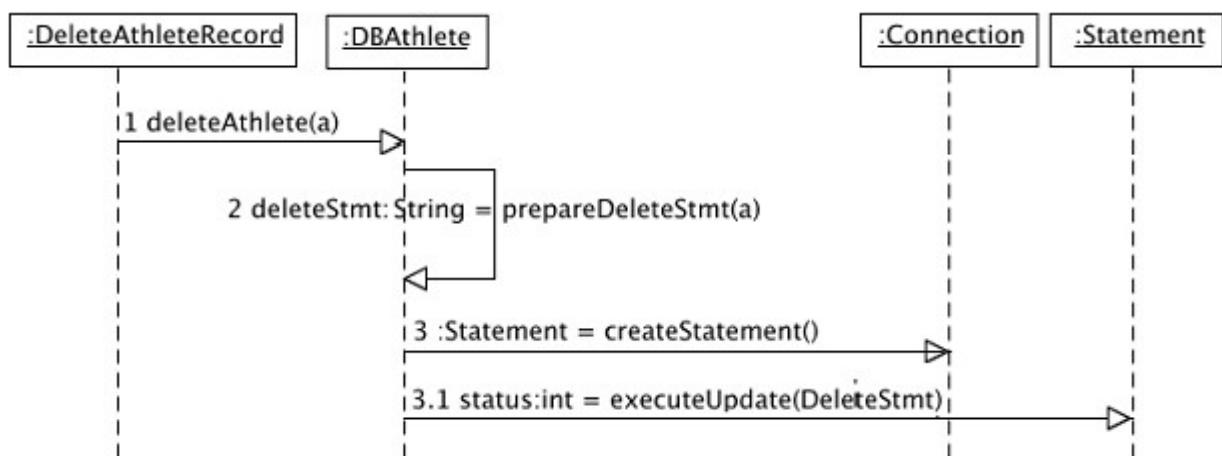 :DeleteAthleteRecord
:DBAthlete
:Connection
:Statement
1 deleteAthlete(a)
2 deleteStmt:String = prepareDeleteStmt(a)
3 :Statement = createStatement()
3.1 status:int = executeUpdate(DeleteStmt)